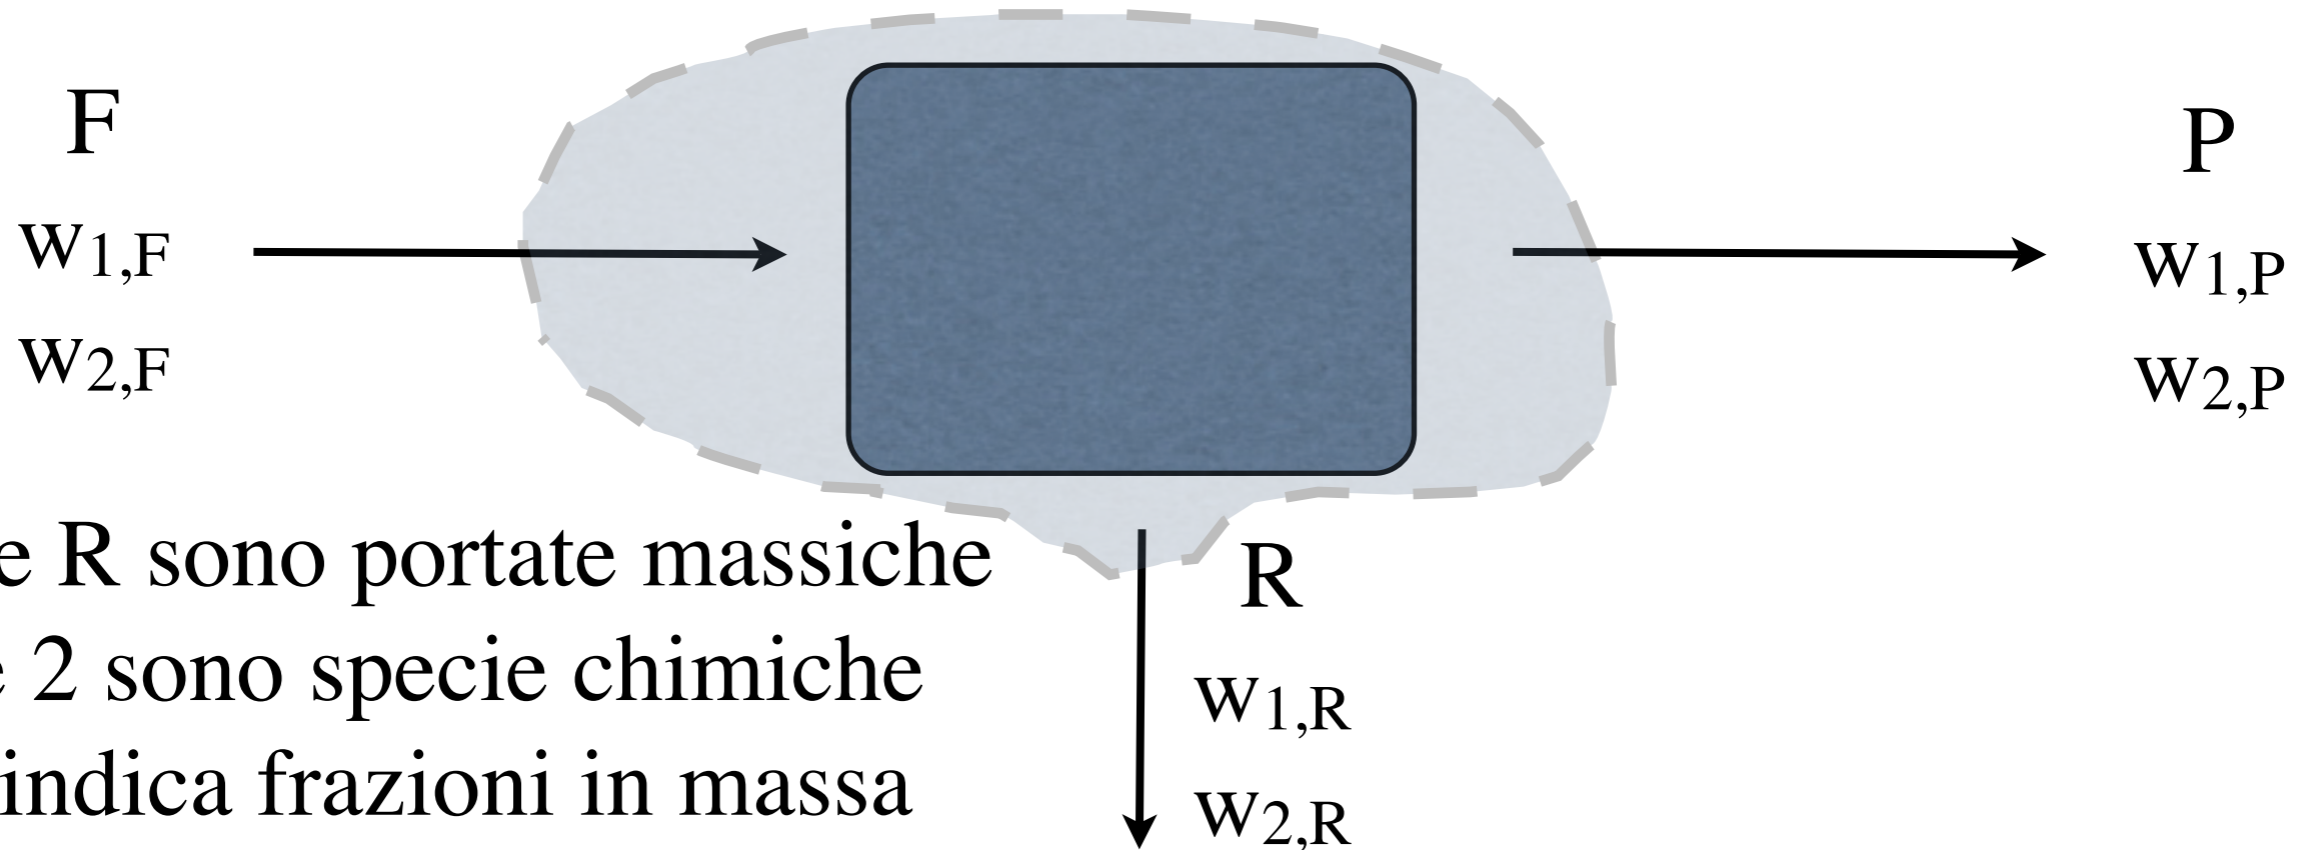 F
w1,F
w2,F
P
w1,P
w2,P
e R sono portate massiche
e 2 sono specie chimiche
indica frazioni in massa
R
w1,R
w2,R